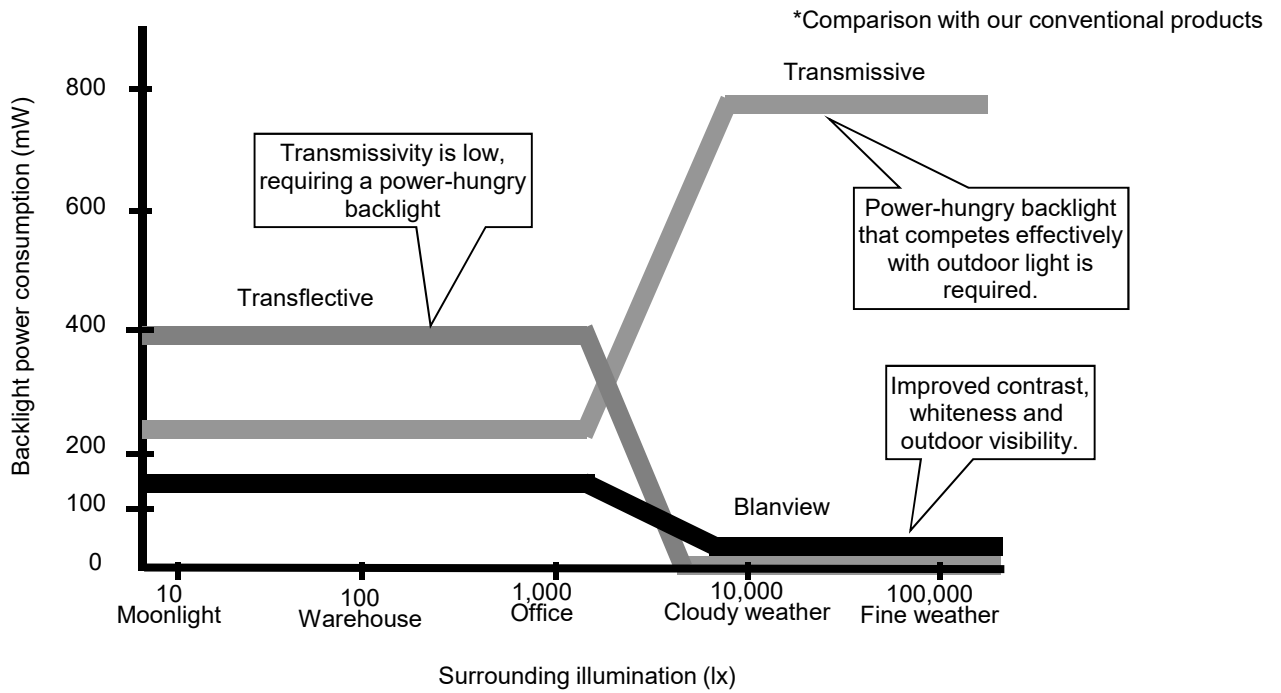 *Comparison with our conventional products
Transmissive
Backlight power consumption (mW)
800
600
400
200
100
0
Transmissivity is low,
requiring a power-hungry
backlight
Power-hungry backlight
that competes effectively
with outdoor light is
required.
Transflective
Improved contrast,
whiteness and
outdoor visibility.
Blanview
10
Moonlight
100
Warehouse
1,000
Office
10,000
Cloudy weather
100,000
Fine weather
Surrounding illumination (lx)